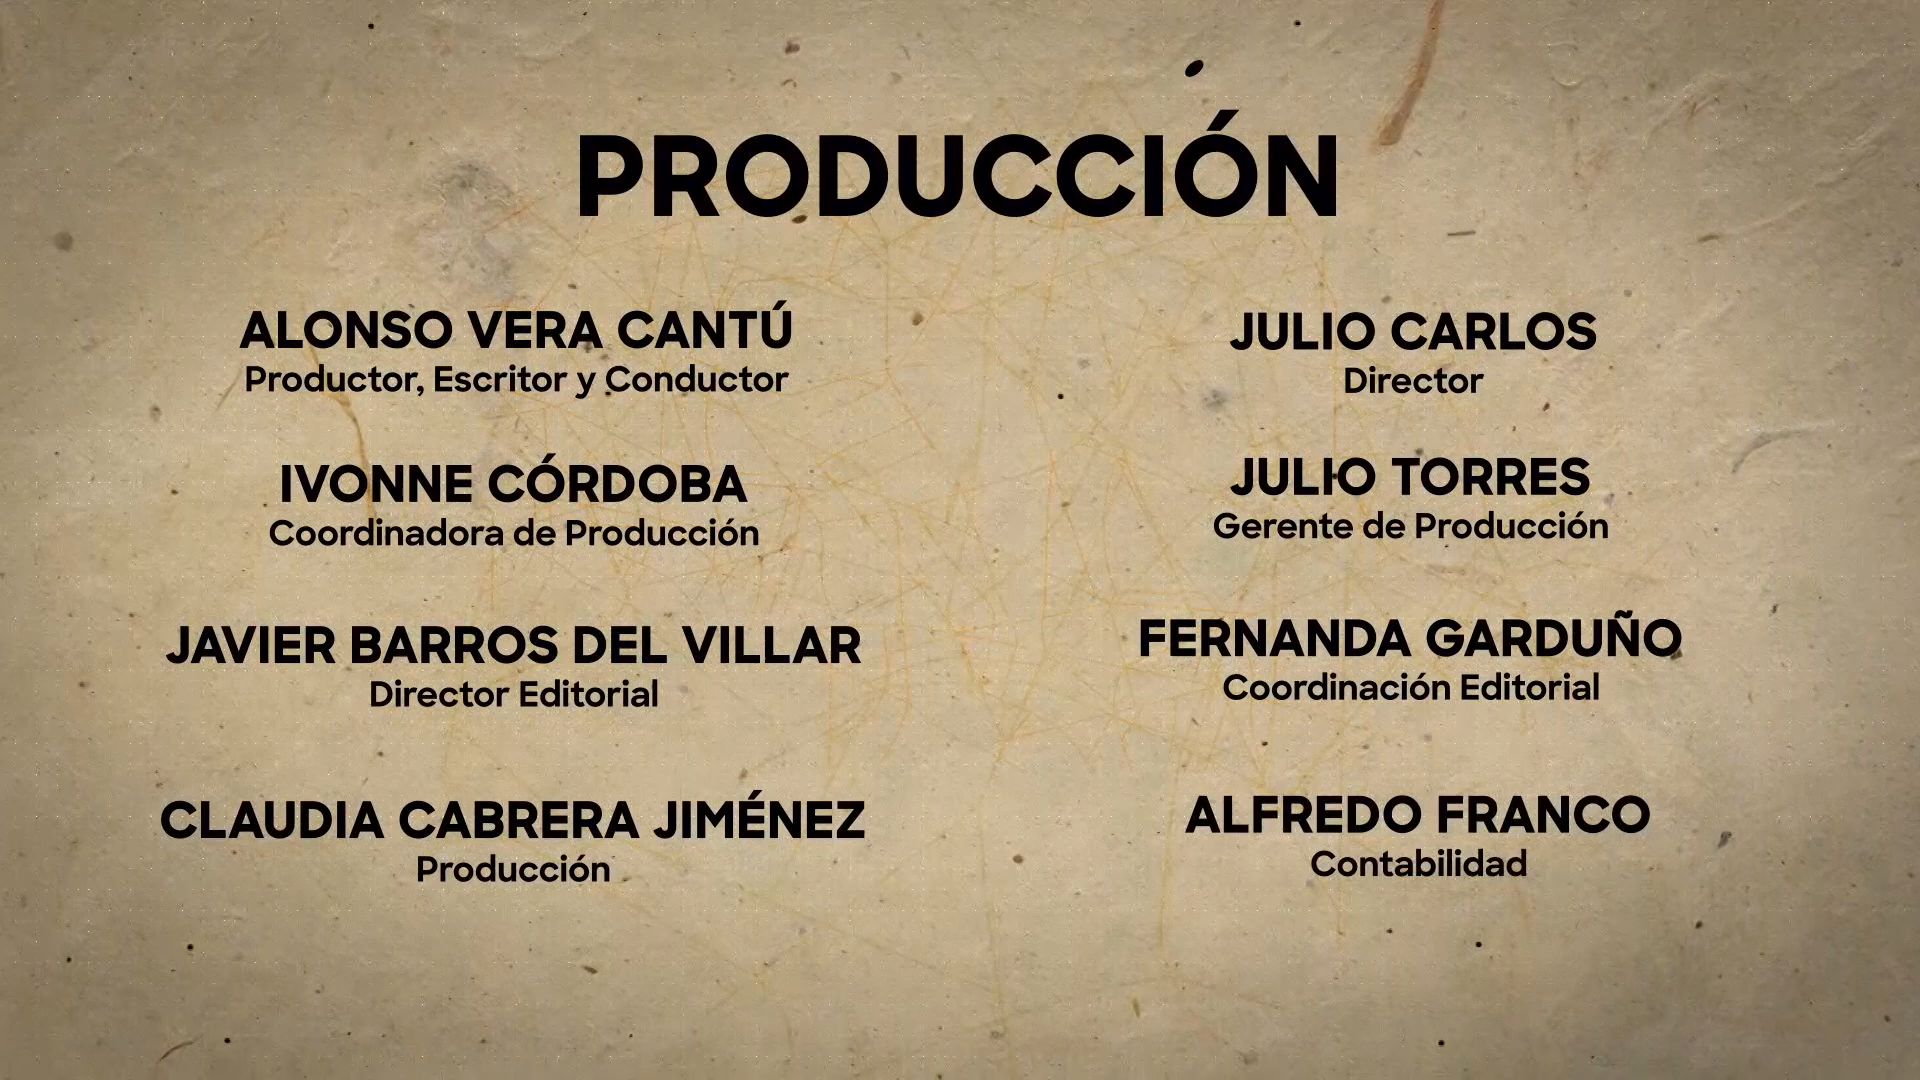 PRODUCCIÓN
ALONSO VERA CANTÚ
Productor, Escritor y Conductor
JULIO CARLOS
Director
IVONNE CÓRDOBA
Coordinadora de Producción
JULIO TORRES
Gerente de Producción
JAVIER BARROS DEL VILLAR
Director Editorial
FERNANDA GARDUÑO
Coordinación Editorial
CLAUDIA CABRERA JIMÉNEZ
Producción
ALFREDO FRANCO
Contabilidad